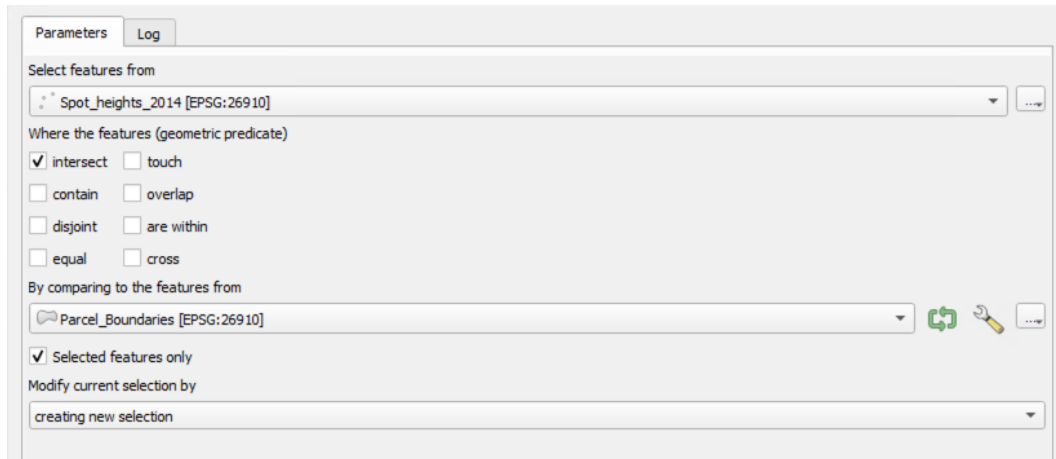 Parameters Log
Select features from
Spot_heights_2014 [EPSG:26910]
...
Where the features (geometric predicate)
intersect touch
contain overlap
disjoint are within
equal cross
By comparing to the features from
Parcel_Boundaries [EPSG:26910]
...
Selected features only
Modify current selection by
creating new selection